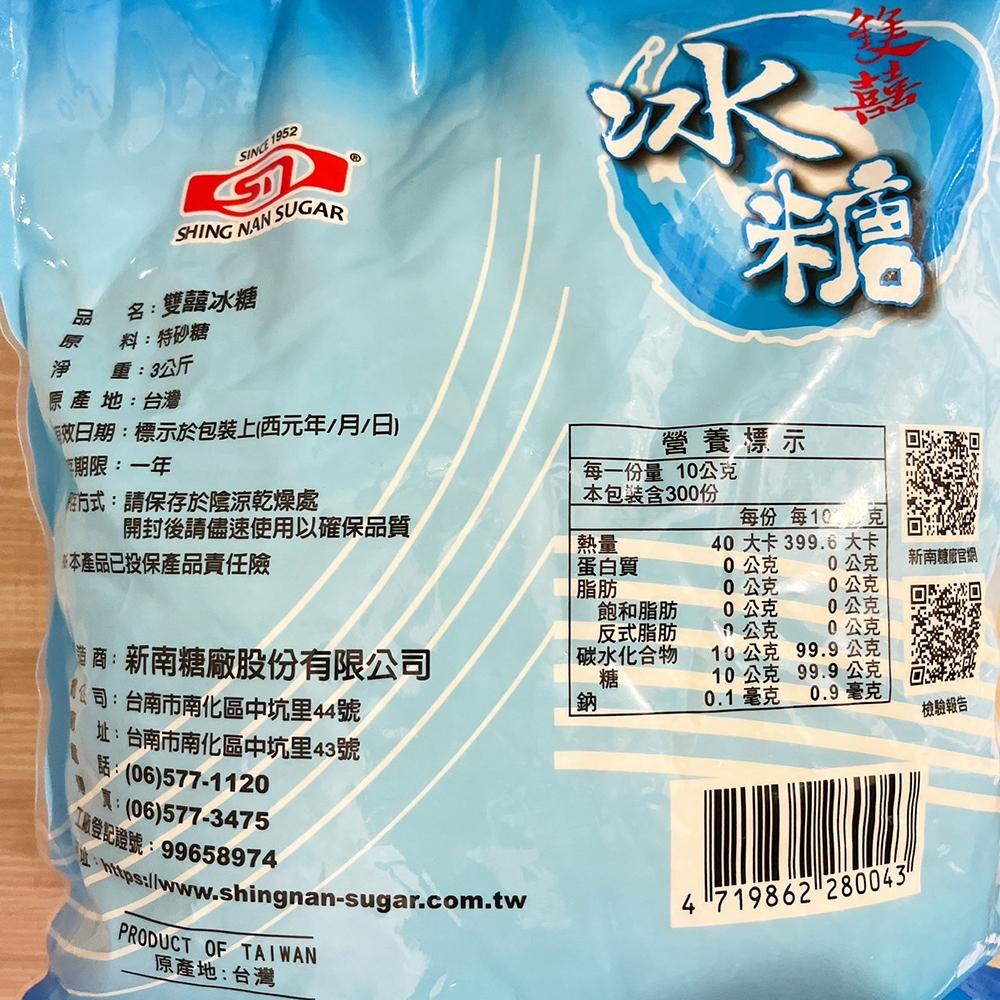 雙囍
冰糖
SINCE 1952
SN
®
SHING NAN SUGAR
品 名：雙囍冰糖
原 料：特砂糖
淨 重：3公斤
原產地：台灣
有效日期：標示於包裝上(西元年/月/日)
期限：一年
方式：請保存於陰涼乾燥處
開封後請儘速使用以確保品質
※本產品已投保產品責任險
商：新南糖廠股份有限公司
公司：台南市南化區中坑里44號
址：台南市南化區中坑里43號
話：(06)577-1120
真：(06)577-3475
工廠登記證號：99658974
址：https://www.shingnan-sugar.com.tw
PRODUCT OF TAIWAN
原產地：台灣
營養標示
每一份量 10公克
本包裝含300份
每份 每10 克
熱量 40 大卡 399.6 大卡
蛋白質 0 公克 0 公克
脂肪 0 公克 0 公克
飽和脂肪 0 公克 0 公克
反式脂肪 0 公克 0 公克
碳水化合物 10 公克 99.9 公克
糖 10 公克 99.9 公克
鈉 0.1 毫克 0.9 毫克
新南糖廠官網
檢驗報告
4 719862 280043